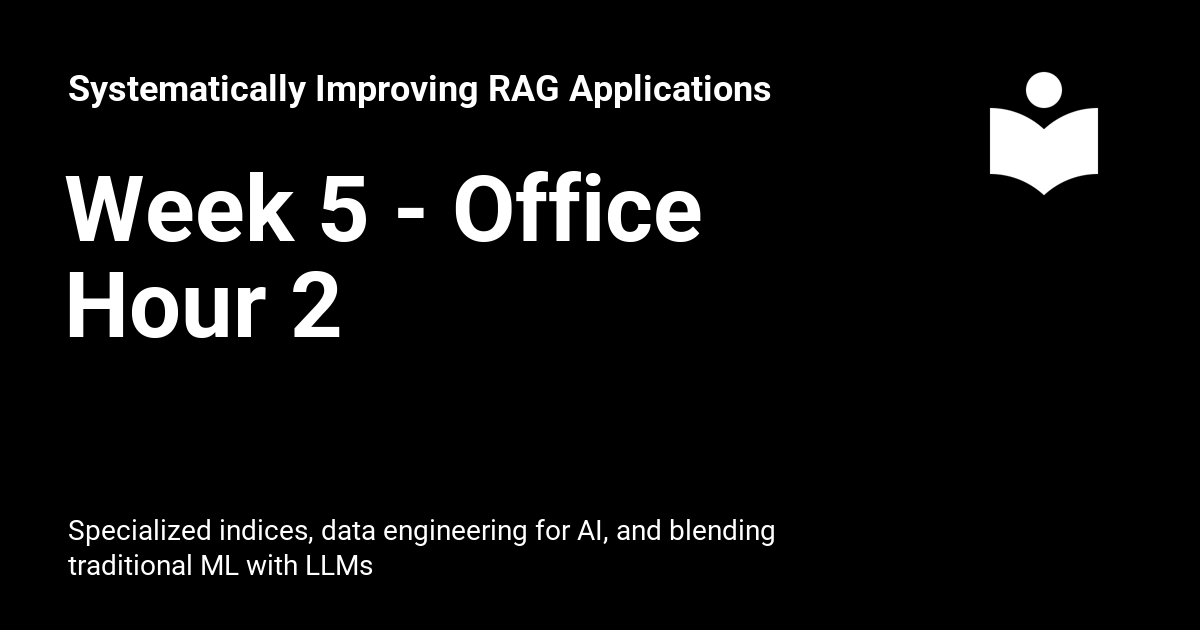 Systematically Improving RAG Applications
Week 5 - Office
Hour 2
Specialized indices, data engineering for AI, and blending
traditional ML with LLMs